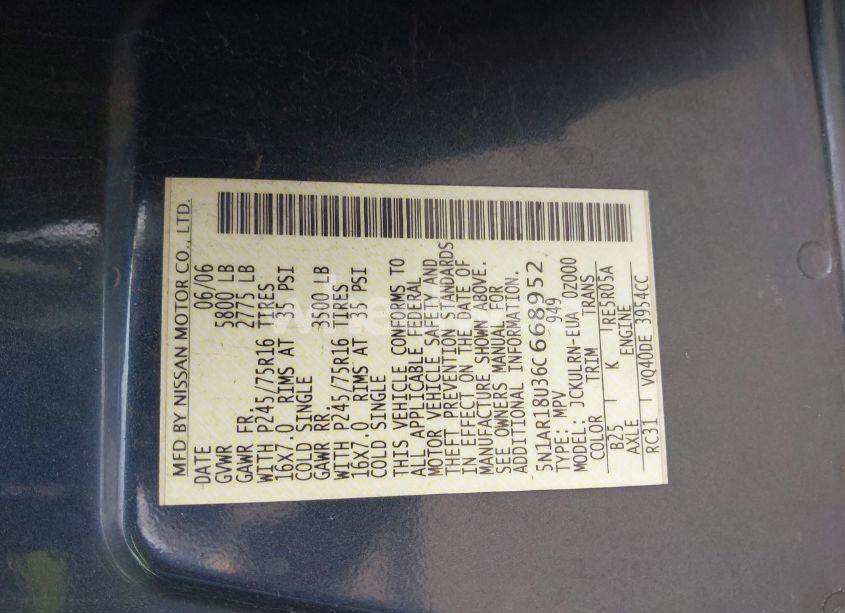 MFD BY NISSAN MOTOR CO., LTD.
DATE 06/06
GVWR 5800 LB
GAWR FR. 2775 LB
WITH P245/75R16 TIRES
16X7.0 RIMS AT 35 PSI
COLD SINGLE
GAWR RR. 3500 LB
WITH P245/75R16 TIRES
16X7.0 RIMS AT 35 PSI
COLD SINGLE
THIS VEHICLE CONFORMS TO
ALL APPLICABLE FEDERAL
MOTOR VEHICLE SAFETY AND
THEFT PREVENTION STANDARDS
IN EFFECT ON THE DATE OF
MANUFACTURE SHOWN ABOVE.
SEE OWNERS MANUAL FOR
ADDITIONAL INFORMATION.
5N1AR18U36C668952
TYPE: MPV 949
MODEL: JCKULRN-EUA 0Z000
COLOR TRIM TRANS
B25 K TRE5R05A
AXLE ENGINE
RC31 VQ40DE 3954CC